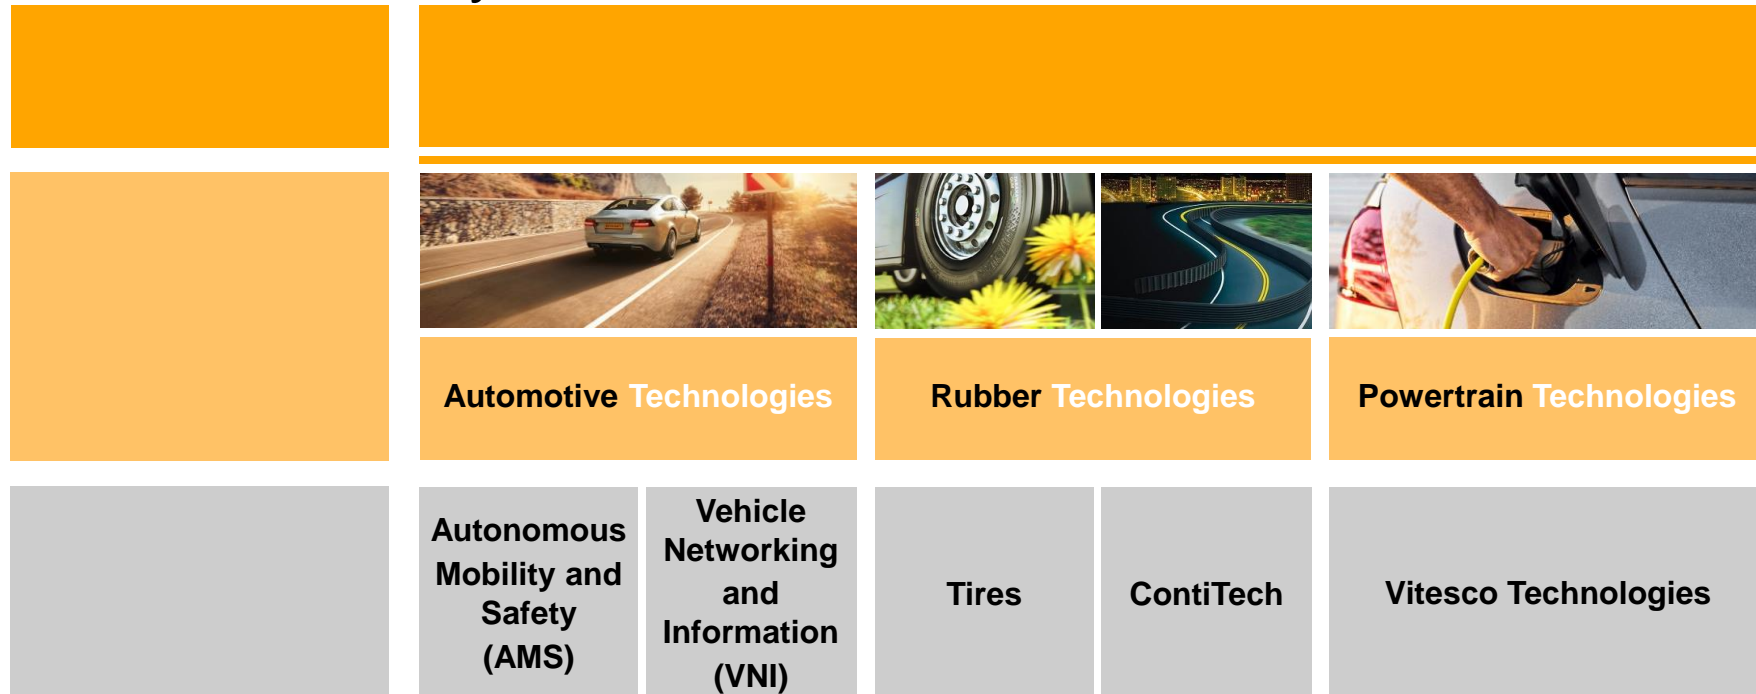 Automotive Technologies
Rubber Technologies
Powertrain Technologies
Autonomous
Mobility and
Safety
(AMS)
Vehicle
Networking
and
Information
(VNI)
Tires
ContiTech
Vitesco Technologies